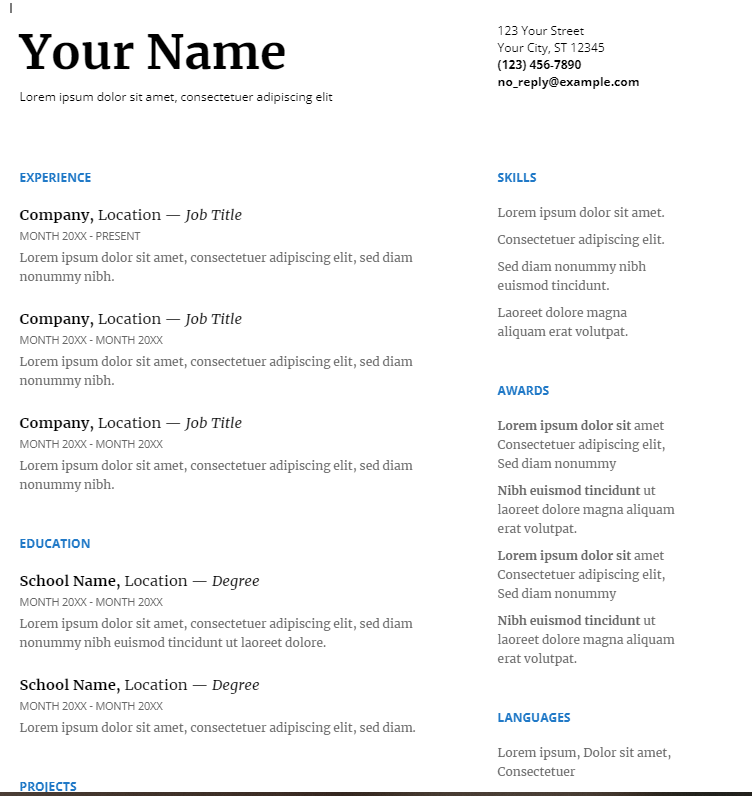 Your Name
Lorem ipsum dolor sit amet, consectetuer adipiscing elit
123 Your Street
Your City, ST 12345
(123) 456-7890
no_reply@example.com
EXPERIENCE
Company, Location — Job Title
MONTH 20XX - PRESENT
Lorem ipsum dolor sit amet, consectetuer adipiscing elit, sed diam
nonummy nibh.
Company, Location — Job Title
MONTH 20XX - MONTH 20XX
Lorem ipsum dolor sit amet, consectetuer adipiscing elit, sed diam
nonummy nibh.
Company, Location — Job Title
MONTH 20XX - MONTH 20XX
Lorem ipsum dolor sit amet, consectetuer adipiscing elit, sed diam
nonummy nibh.
EDUCATION
School Name, Location — Degree
MONTH 20XX - MONTH 20XX
Lorem ipsum dolor sit amet, consectetuer adipiscing elit, sed diam
nonummy nibh euismod tincidunt ut laoreet dolore.
School Name, Location — Degree
MONTH 20XX - MONTH 20XX
Lorem ipsum dolor sit amet, consectetuer adipiscing elit, sed diam.
PROJECTS
SKILLS
Lorem ipsum dolor sit amet.
Consectetuer adipiscing elit.
Sed diam nonummy nibh
euismod tincidunt.
Laoreet dolore magna
aliquam erat volutpat.
AWARDS
Lorem ipsum dolor sit amet
Consectetuer adipiscing elit,
Sed diam nonummy
Nibh euismod tincidunt ut
laoreet dolore magna aliquam
erat volutpat.
Lorem ipsum dolor sit amet
Consectetuer adipiscing elit,
Sed diam nonummy
Nibh euismod tincidunt ut
laoreet dolore magna aliquam
erat volutpat.
LANGUAGES
Lorem ipsum, Dolor sit amet,
Consectetuer